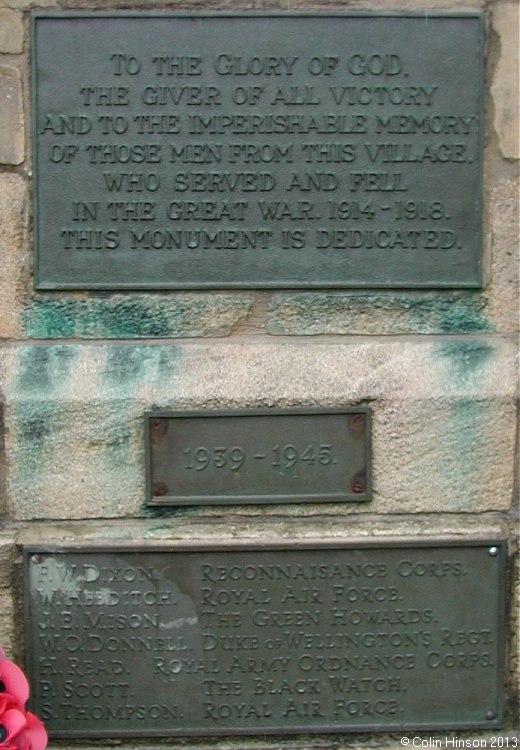 TO THE GLORY OF GOD,
THE GIVER OF ALL VICTORY
AND TO THE IMPERISHABLE MEMORY
OF THOSE MEN FROM THIS VILLAGE,
WHO SERVED AND FELL
IN THE GREAT WAR. 1914-1918.
THIS MONUMENT IS DEDICATED.
1939-1945.
F. W. DIXON. RECONNAISANCE CORPS.
W. HEBDITCH. ROYAL AIR FORCE.
J. E. MISON. THE GREEN HOWARDS.
W. O. DONNELL. DUKE OF WELLINGTON'S REGT.
H. READ. ROYAL ARMY ORDNANCE CORPS.
P. SCOTT. THE BLACK WATCH.
S. THOMPSON. ROYAL AIR FORCE.
©Colin Hinson 2013